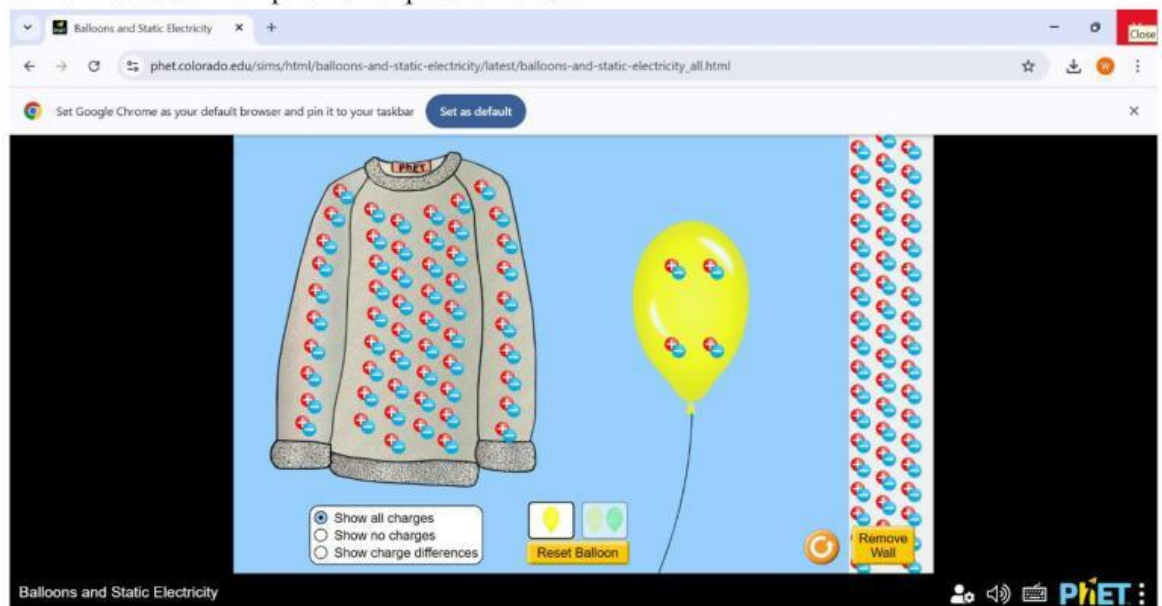 Balloons and Static Electricity
phet.colorado.edu/sims/html/balloons-and-static-electricity/latest/balloons-and-static-electricity_all.html
W
Close
Set Google Chrome as your default browser and pin it to your taskbar
Set as default
PhET
Show all charges
Show no charges
Show charge differences
Reset Balloon
Remove
Wall
Balloons and Static Electricity
PhET